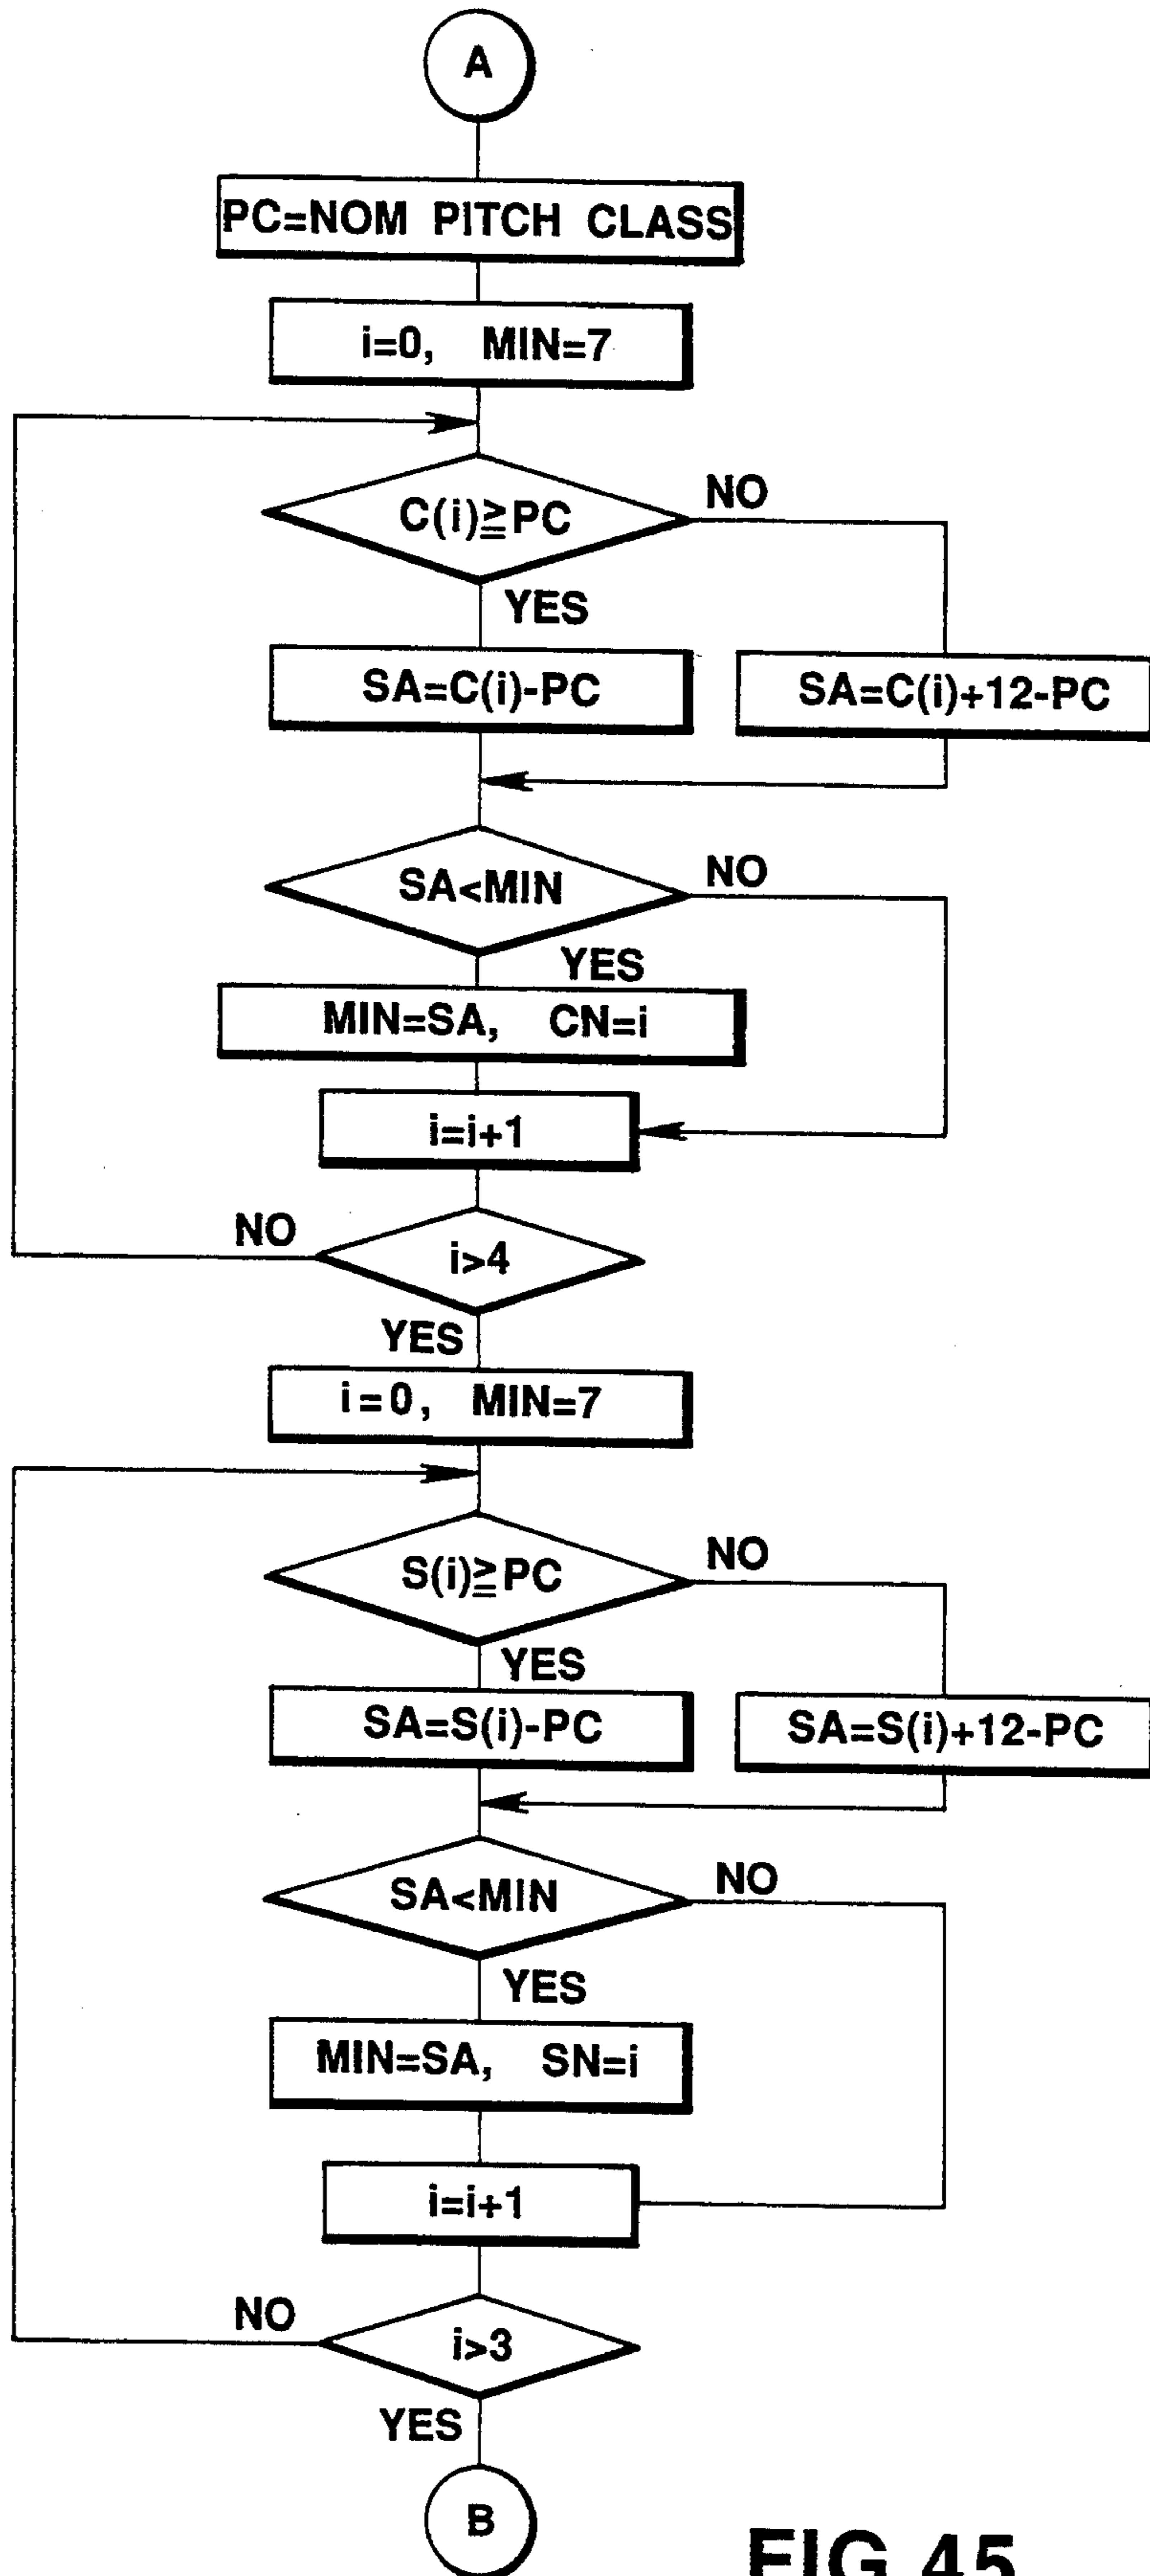 A
PC=NOM PITCH CLASS
i=0, MIN=7
C(i)≧PC
NO
YES
SA=C(i)-PC
SA=C(i)+12-PC
SA<MIN
NO
YES
MIN=SA, CN=i
i=i+1
NO
i>4
YES
i=0, MIN=7
S(i)≧PC
NO
YES
SA=S(i)-PC
SA=S(i)+12-PC
SA<MIN
NO
YES
MIN=SA, SN=i
i=i+1
NO
i>3
YES
B
FIG.45